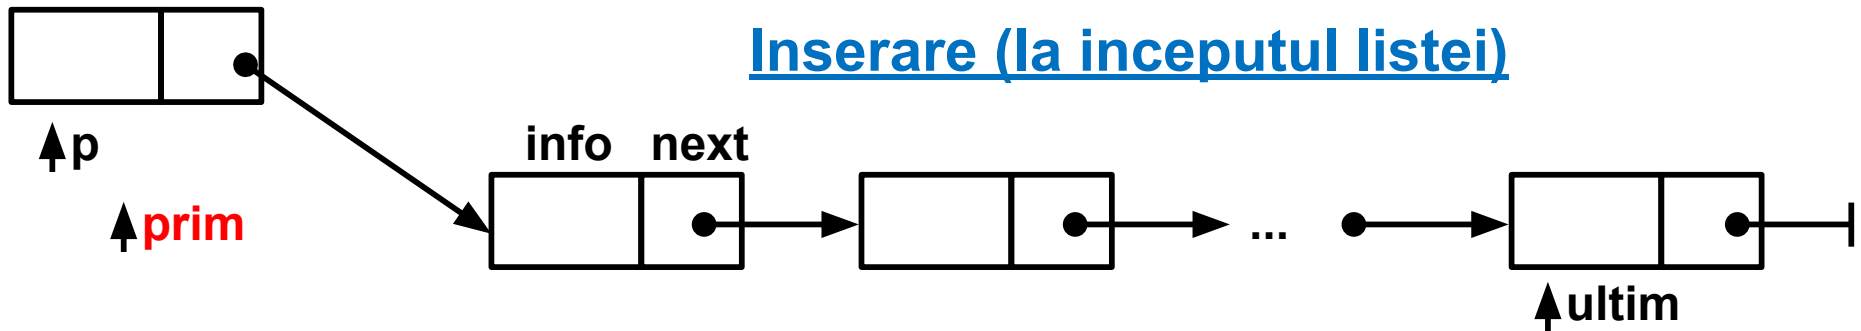 Inserare (la inceputul listei)
p
info next
prim
...
ultim